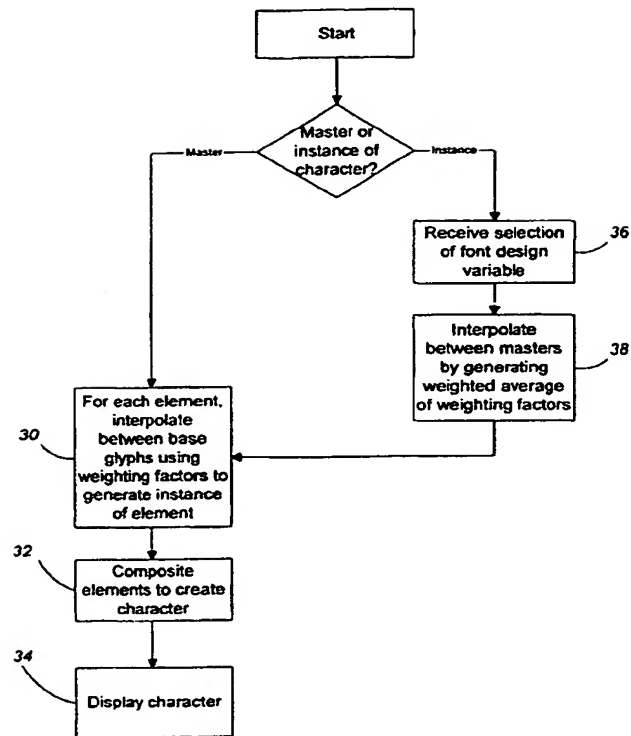 Start
Master or
instance of
character?
Master
Instance
Receive selection
of font design
variable
36
Interpolate
between masters
by generating
weighted average
of weighting factors
38
For each element,
interpolate
between base
glyphs using
weighting factors to
generate instance
of element
30
Composite
elements to create
character
32
Display character
34